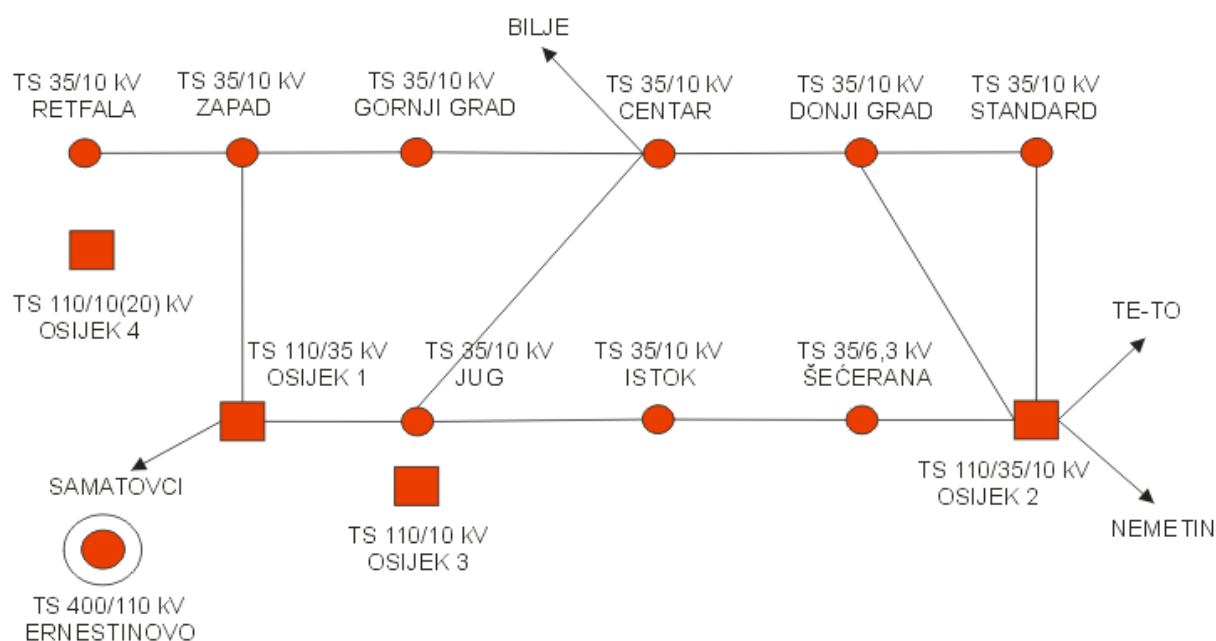 BILJE
TS 35/10 kV
RETFALA
TS 35/10 kV
ZAPAD
TS 35/10 kV
GORNJI GRAD
TS 35/10 kV
CENTAR
TS 35/10 kV
DONJI GRAD
TS 35/10 kV
STANDARD
TS 110/10(20) kV
OSIJEK 4
TE-TO
TS 110/35 kV
OSIJEK 1
TS 35/10 kV
JUG
TS 35/10 kV
ISTOK
TS 35/6,3 kV
ŠEĆERANA
TS 110/35/10 kV
OSIJEK 2
SAMATOVCI
NEMETIN
TS 110/10 kV
OSIJEK 3
TS 400/110 kV
ERNESTINOVO